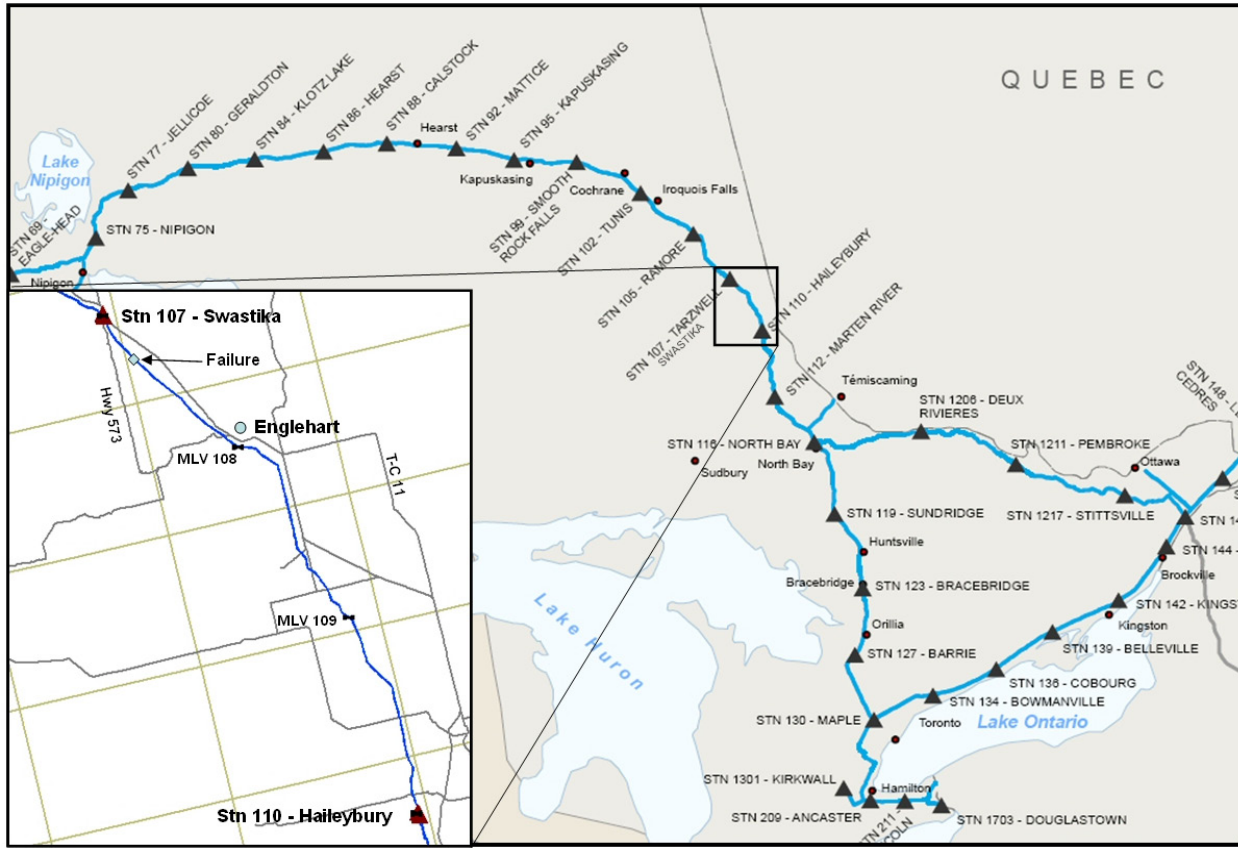 QUEBEC
Lake
Nipigon
STN 69 -
EAGLE-HEAD
STN 75 - NIPIGON
Nipigon
STN 77 - JELLICOE
STN 80 - GERALDTON
STN 84 - KLOTZ LAKE
STN 86 - HEARST
STN 88 - CALSTOCK
Hearst
STN 92 - MATTICE
STN 95 - KAPUSKASING
Kapuskasing
STN 99 - SMOOTH
ROCK FALLS
Cochrane
Iroquois Falls
STN 102 - TUNIS
STN 105 - RAMORE
STN 107 - TARZWELL
SWASTIKA
STN 110 - HAILEYBURY
STN 112 - MARTEN RIVER
Témiscaming
STN 116 - NORTH BAY
North Bay
Sudbury
STN 1206 - DEUX
RIVIERES
STN 1211 - PEMBROKE
Ottawa
STN 148 -
CEDRES
STN 1217 - STITTSVILLE
STN 119 - SUNDRIDGE
Huntsville
Bracebridge
STN 123 - BRACEBRIDGE
Orillia
STN 127 - BARRIE
STN 130 - MAPLE
Toronto
STN 144 -
Brockville
STN 142 - KINGST
Kingston
STN 139 - BELLEVILLE
STN 136 - COBOURG
STN 134 - BOWMANVILLE
Lake Ontario
Lake Huron
STN 1301 - KIRKWALL
Hamilton
STN 209 - ANCASTER
STN 211 -
STN 1703 - DOUGLASTOWN
Stn 107 - Swastika
Failure
Hwy 573
Englehart
MLV 108
T-C 11
MLV 109
Stn 110 - Haileybury